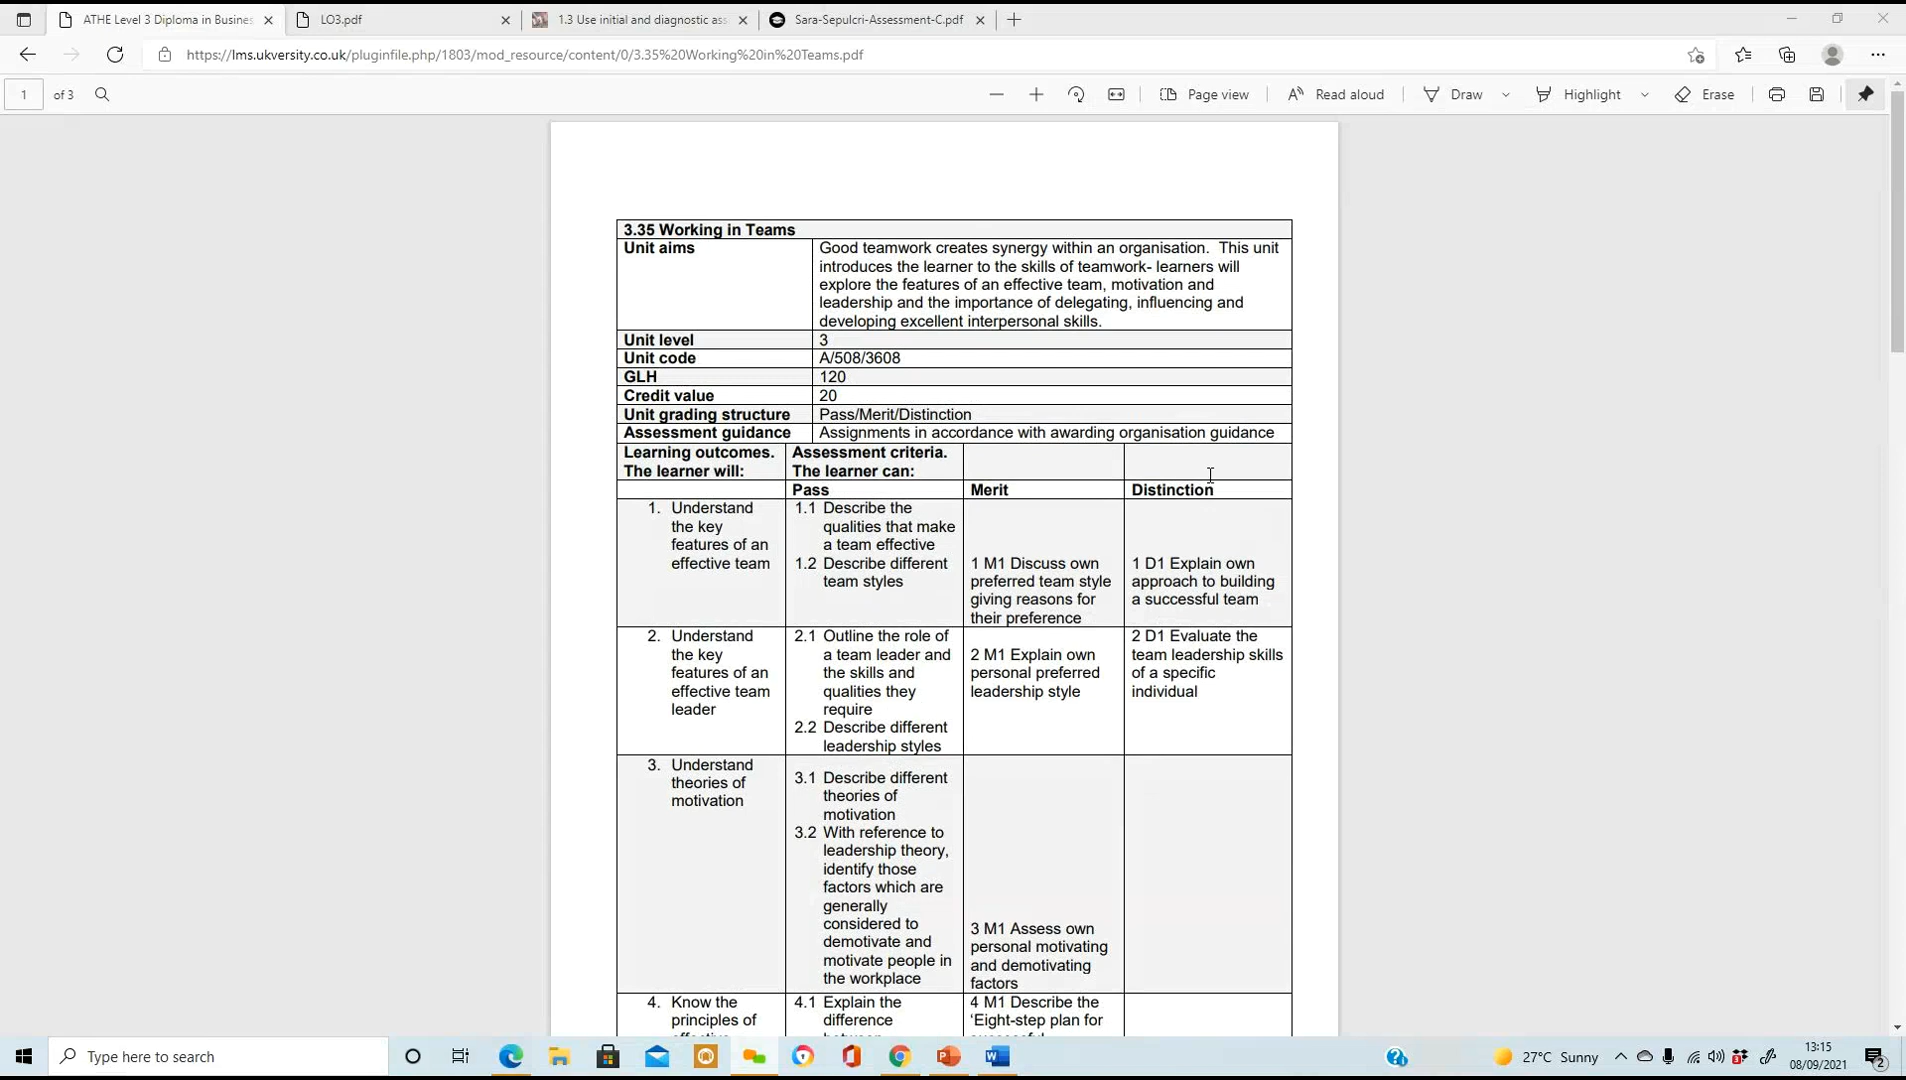 ATHE Level 3 Diploma in Busines
LO3.pdf
1.3 Use initial and diagnostic ass
Sara-Sepulcri-Assessment-C.pdf
https://lms.ukversity.co.uk/pluginfile.php/1803/mod_resource/content/0/3.35%20Working%20in%20Teams.pdf
1 of 3
Page view
Read aloud
Draw
Highlight
Erase
3.35 Working in Teams
Unit aims
Good teamwork creates synergy within an organisation. This unit
introduces the learner to the skills of teamwork- learners will
explore the features of an effective team, motivation and
leadership and the importance of delegating, influencing and
developing excellent interpersonal skills.
Unit level 3
Unit code A/508/3608
GLH 120
Credit value 20
Unit grading structure Pass/Merit/Distinction
Assessment guidance Assignments in accordance with awarding organisation guidance
Learning outcomes.
The learner will:
Assessment criteria.
The learner can:
Pass Merit Distinction
1. Understand
the key
features of an
effective team
1.1 Describe the
qualities that make
a team effective
1.2 Describe different
team styles
1 M1 Discuss own
preferred team style
giving reasons for
their preference
1 D1 Explain own
approach to building
a successful team
2. Understand
the key
features of an
effective team
leader
2.1 Outline the role of
a team leader and
the skills and
qualities they
require
2.2 Describe different
leadership styles
2 M1 Explain own
personal preferred
leadership style
2 D1 Evaluate the
team leadership skills
of a specific
individual
3. Understand
theories of
motivation
3.1 Describe different
theories of
motivation
3.2 With reference to
leadership theory,
identify those
factors which are
generally
considered to
demotivate and
motivate people in
the workplace
3 M1 Assess own
personal motivating
and demotivating
factors
4. Know the
principles of
4.1 Explain the
difference
4 M1 Describe the
‘Eight-step plan for
Type here to search
27°C Sunny
13:15
08/09/2021
2